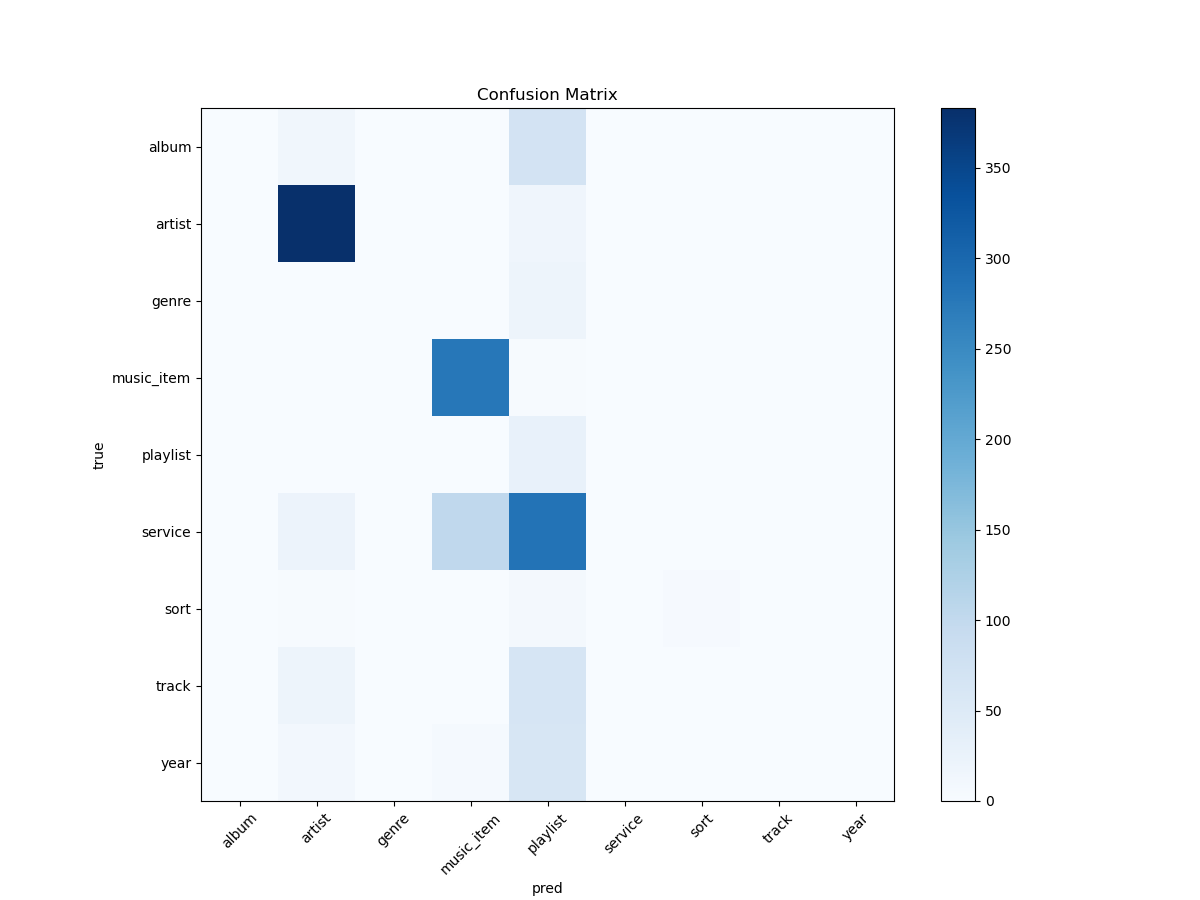 Confusion Matrix
true
album
artist
genre
music_item
playlist
service
sort
track
year
album
artist
genre
music_item
playlist
service
sort
track
year
pred
350
300
250
200
150
100
50
0